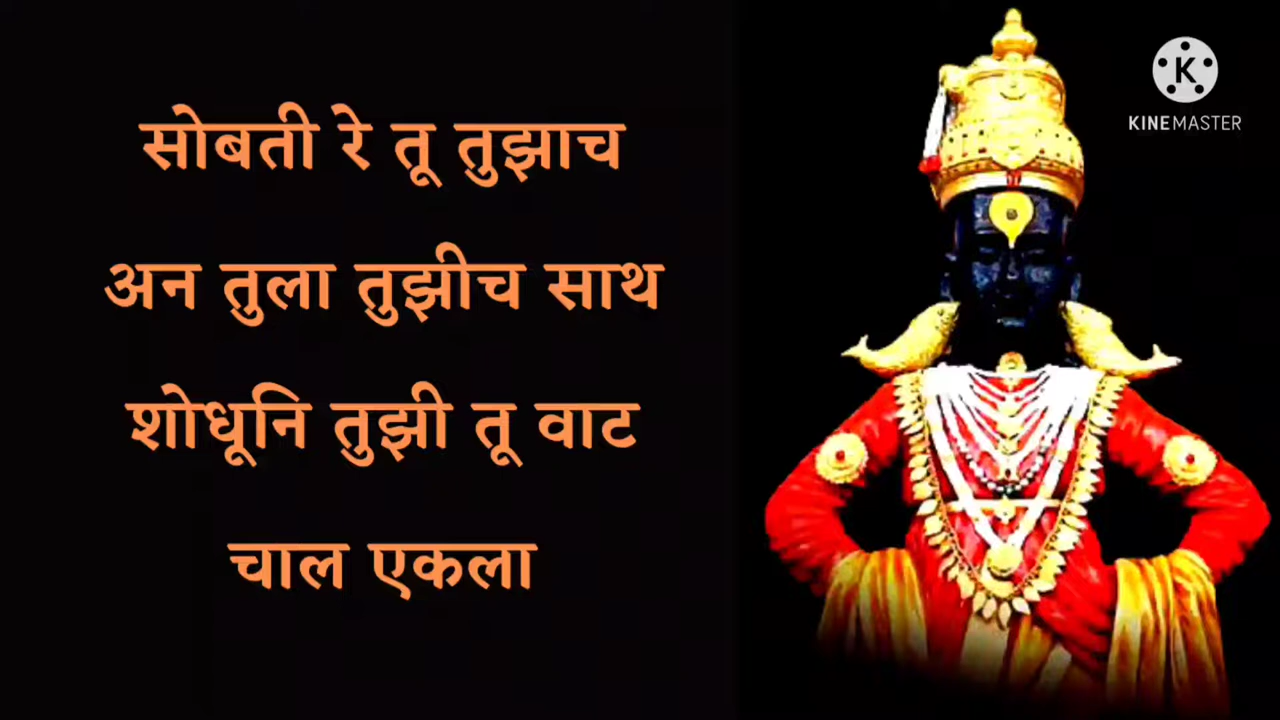 सोबती रे तू तुझाच
अन तुला तुझीच साथ
शोधूनि तुझी तू वाट
चाल एकला
K
KINEMASTER